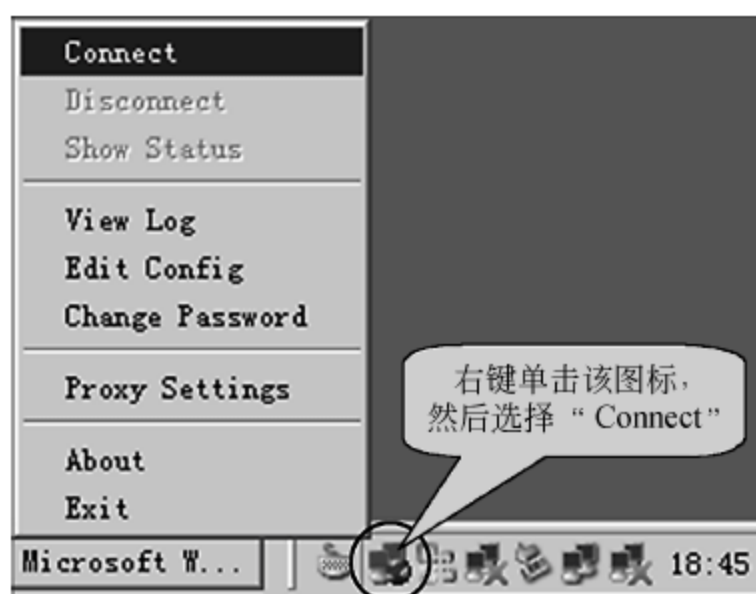 Connect
Disconnect
Show Status
View Log
Edit Config
Change Password
Proxy Settings
About
Exit
右键单击该图标，
然后选择“Connect”
Microsoft W...
18:45